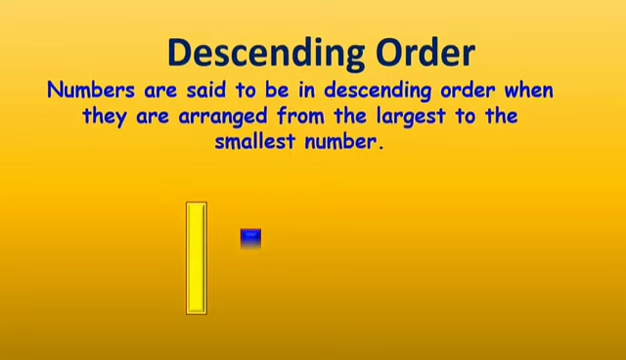 Descending Order
Numbers are said to be in descending order when
they are arranged from the largest to the
smallest number.